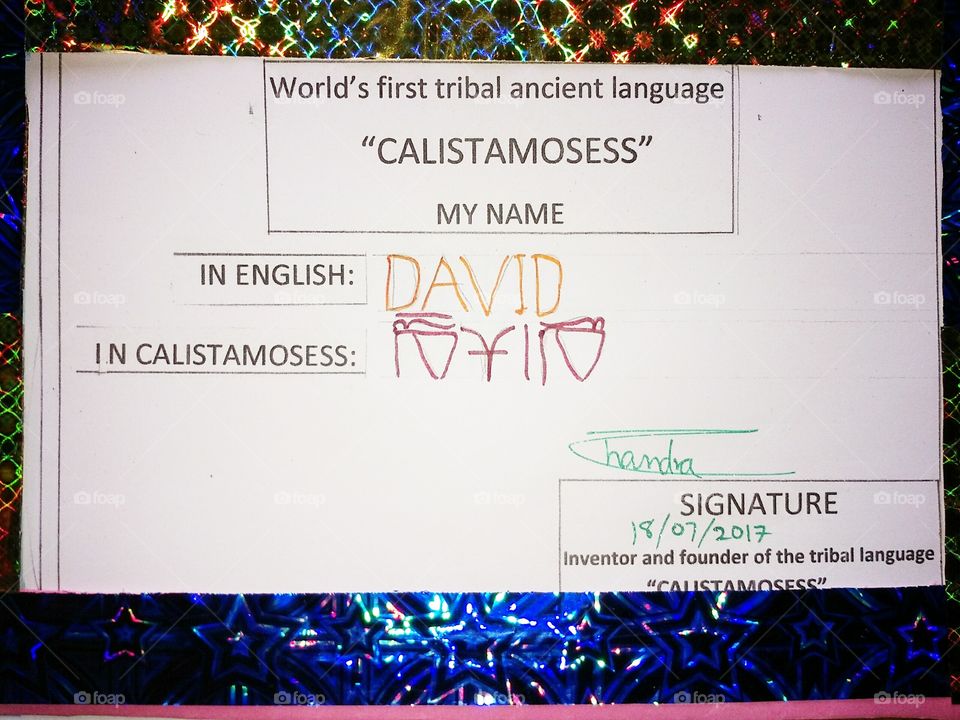 World's first tribal ancient language
"CALISTAMOSESS"
MY NAME
IN ENGLISH: DAVID
IN CALISTAMOSESS:
Chandra
SIGNATURE
18/07/2017
Inventor and founder of the tribal language
"CALISTAMOSESS"